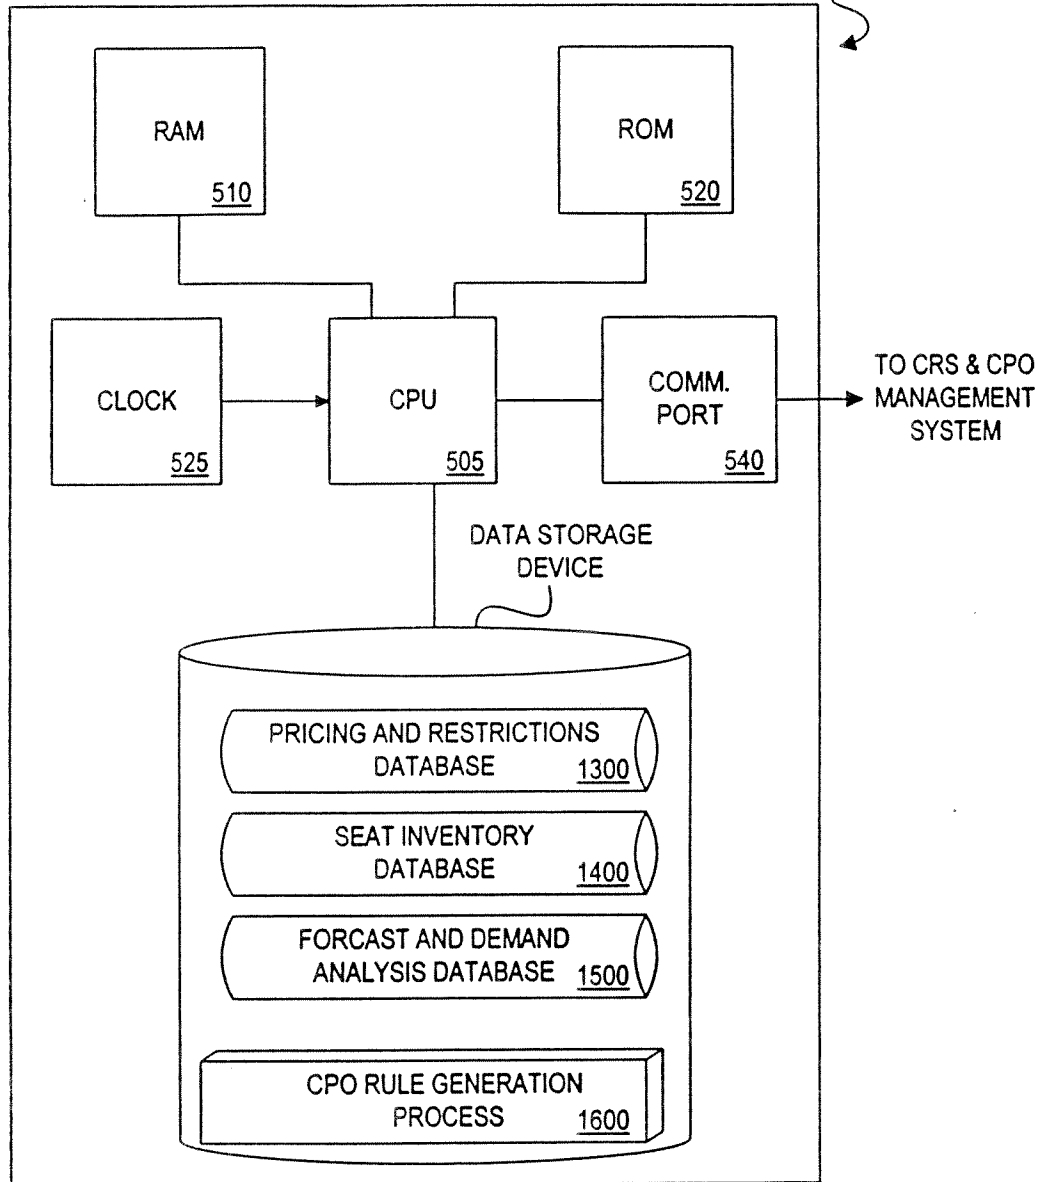 RAM
510
ROM
520
CLOCK
525
CPU
505
COMM.
PORT
540
TO CRS & CPO
MANAGEMENT
SYSTEM
DATA STORAGE
DEVICE
PRICING AND RESTRICTIONS
DATABASE 1300
SEAT INVENTORY
DATABASE 1400
FORCAST AND DEMAND
ANALYSIS DATABASE 1500
CPO RULE GENERATION
PROCESS 1600